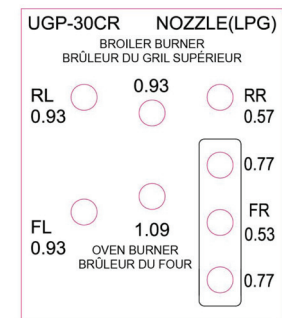 UGP-30CR NOZZLE(LPG)
BROILER BURNER
BRÛLEUR DU GRIL SUPÉRIEUR
RL
0.93
0.93
RR
0.57
0.77
FR
0.53
0.77
FL
0.93
1.09
OVEN BURNER
BRÛLEUR DU FOUR